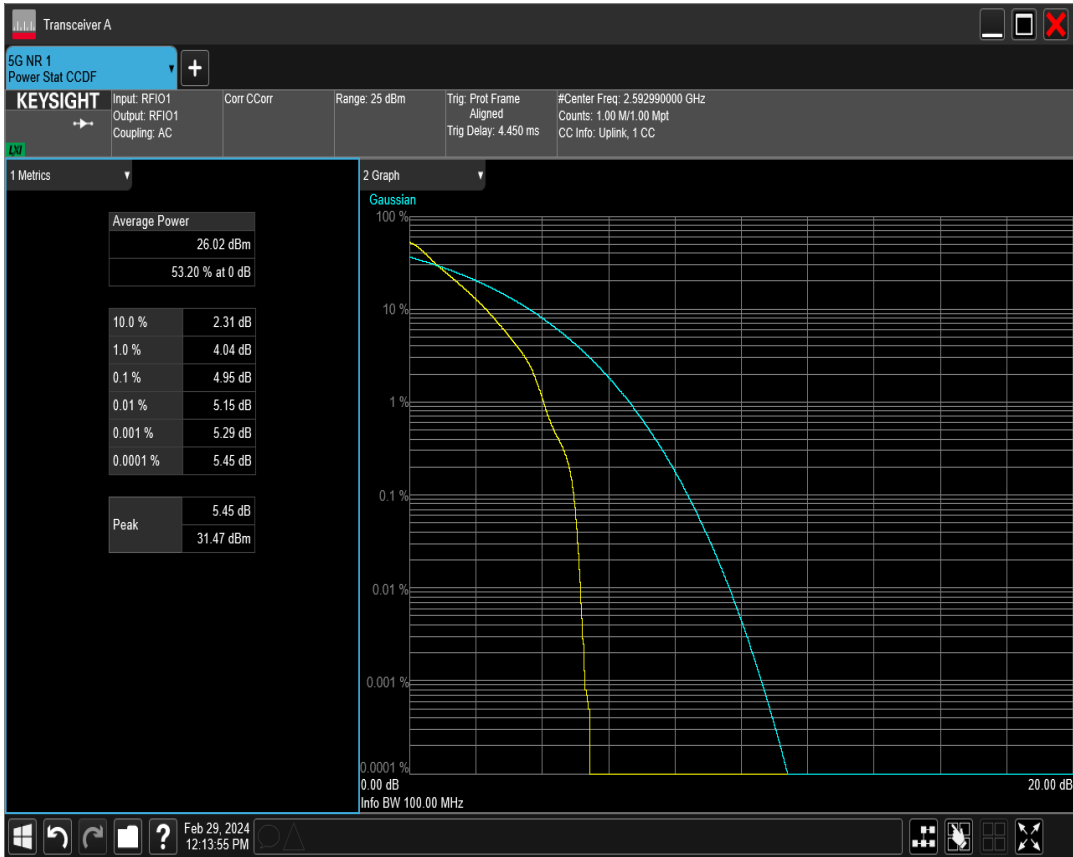 Transceiver A
5G NR 1
Power Stat CCDF
KEYSIGHT
LXI
Input: RFIO1
Output: RFIO1
Coupling: AC
Corr CCorr
Range: 25 dBm
Trig: Prot Frame
Aligned
Trig Delay: 4.450 ms
#Center Freq: 2.592990000 GHz
Counts: 1.00 M/1.00 Mpt
CC Info: Uplink, 1 CC
1 Metrics
Average Power
26.02 dBm
53.20 % at 0 dB
10.0 % 2.31 dB
1.0 % 4.04 dB
0.1 % 4.95 dB
0.01 % 5.15 dB
0.001 % 5.29 dB
0.0001 % 5.45 dB
Peak 5.45 dB
31.47 dBm
2 Graph
Gaussian
100 %
10 %
1 %
0.1 %
0.01 %
0.001 %
0.0001 %
0.00 dB 20.00 dB
Info BW 100.00 MHz
?
Feb 29, 2024
12:13:55 PM